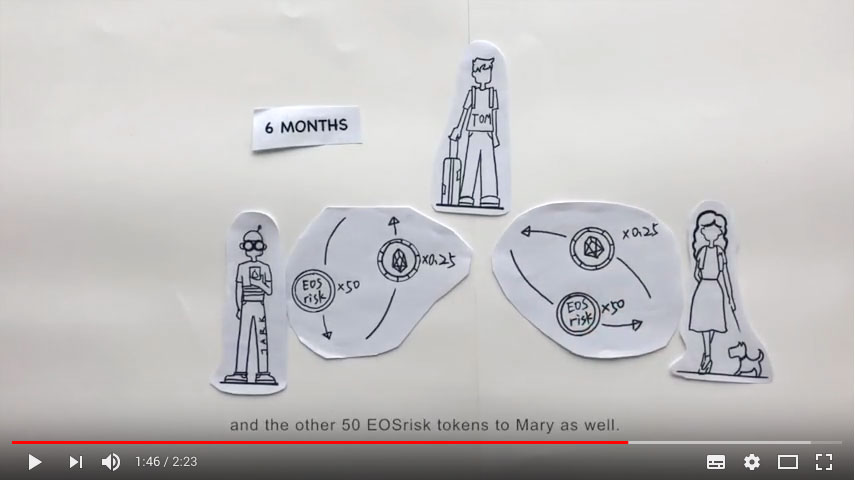 6 MONTHS
TOM
×0.25
EOS
risk
×50
×0.25
EOS
risk
×50
JARK
and the other 50 EOSrisk tokens to Mary as well.
1:46 / 2:23